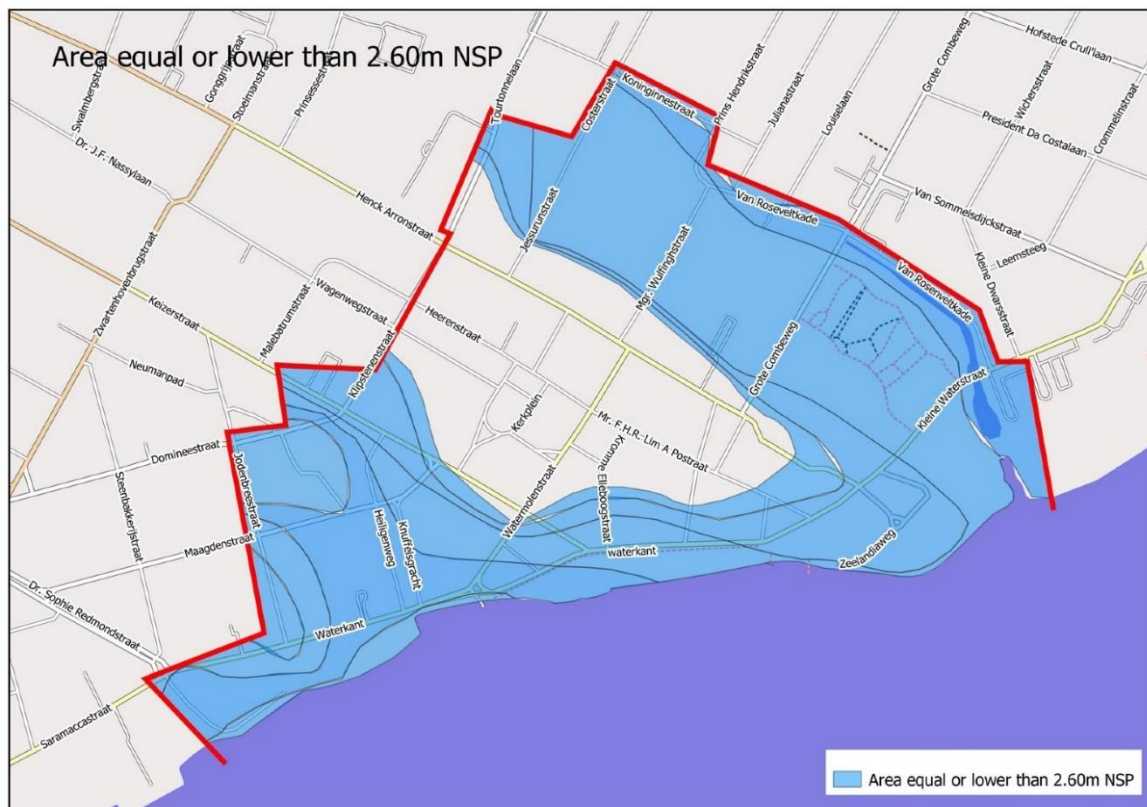 Area equal or lower than 2.60m NSP
Swalmbergstraat
Gonggrijpstraat
Stoelmanstraat
Prinsessestraat
Tourtonnelaan
Costerstraat
Koninginnestraat
Prins Hendrikstraat
Julianastraat
Louiselaan
Grote Combeweg
Hofstede Crull'laan
Wichersstraat
President Da Costalaan
Crommelinstraat
Dr. J.F. Nassylaan
Henck Arronstraat
Jessurunstraat
Mgr. Wulfinghstraat
Van Roseveltkade
Van Sommelsdijckstraat
Leemsteeg
Kleine Dwarsstraat
Van Rosenveltkade
Zwartenhovenbrugstraat
Keizerstraat
Malebatrumstraat
Wagenwegstraat
Heerenstraat
Klipstenenstraat
Neumanpad
Grote Combeweg
Kleine Waterstraat
Kerkplein
Mr. F.H.R. Lim A Postraat
Kromme Elleboogstraat
Watermolenstraat
Domineestraat
Jodenbreestraat
Steenbakkerijstraat
Heiligenweg
Knuffelsgracht
Maagdenstraat
waterkant
Zeelandiaweg
Dr. Sophie Redmondstraat
Waterkant
Saramaccastraat
Area equal or lower than 2.60m NSP